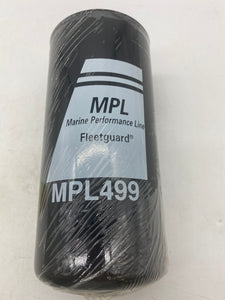 MPL
Marine Performance Line
Fleetguard®
MPL499